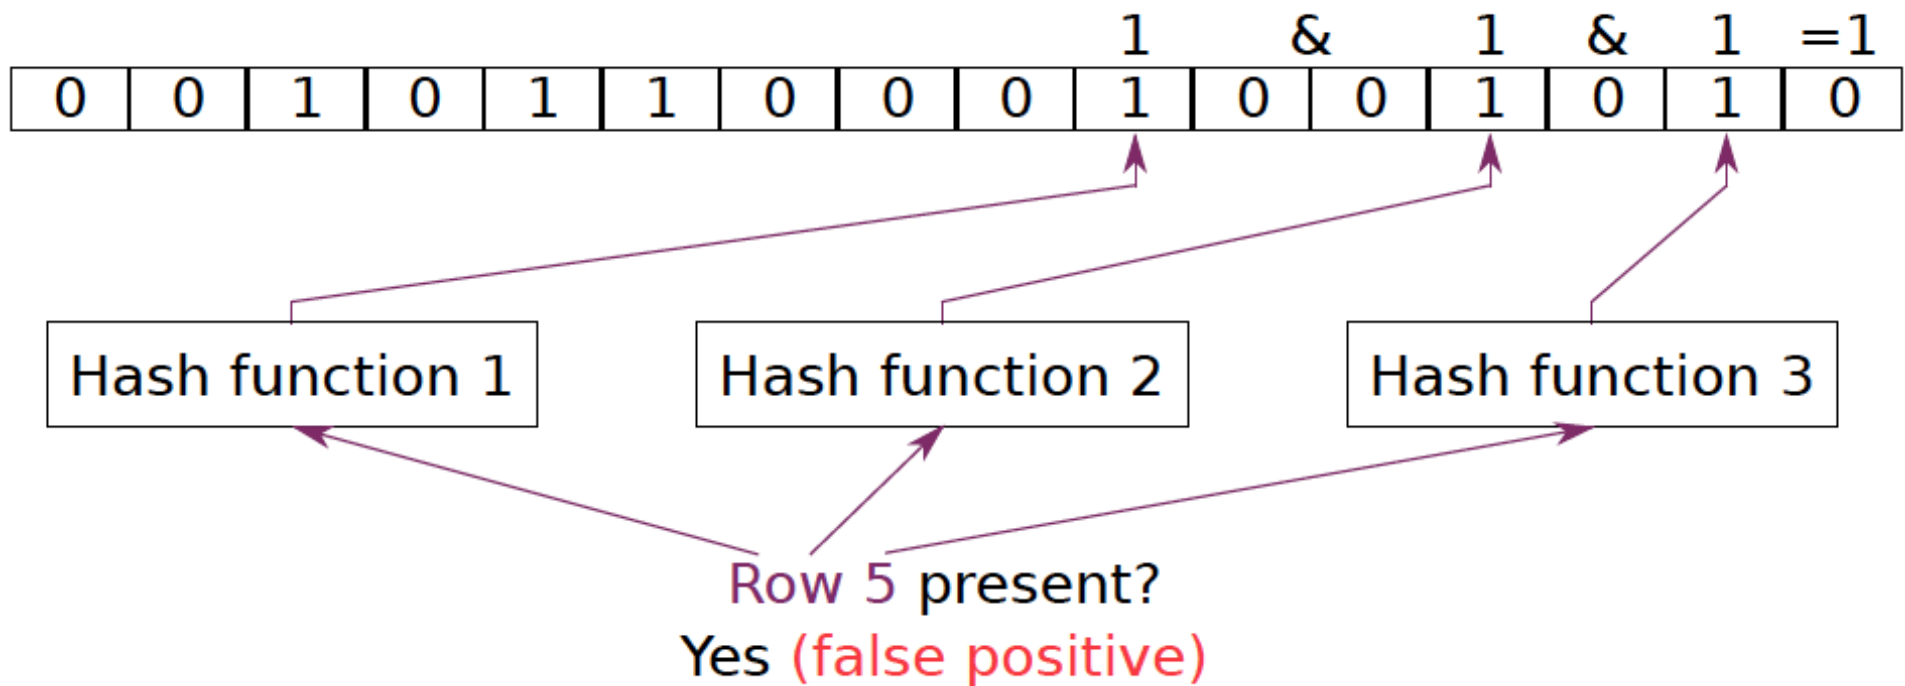 1 & 1 & 1 =1
0 0 1 0 1 1 0 0 0 1 0 0 1 0 1 0
Hash function 1 Hash function 2 Hash function 3
Row 5 present?
Yes (false positive)